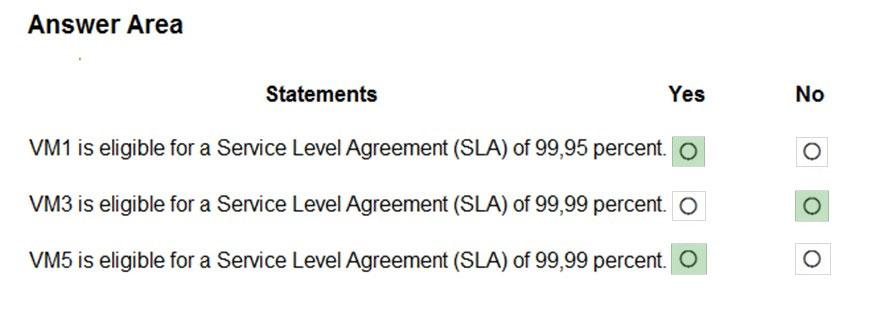 Answer Area
Statements Yes No
VM1 is eligible for a Service Level Agreement (SLA) of 99,95 percent.
VM3 is eligible for a Service Level Agreement (SLA) of 99,99 percent.
VM5 is eligible for a Service Level Agreement (SLA) of 99,99 percent.